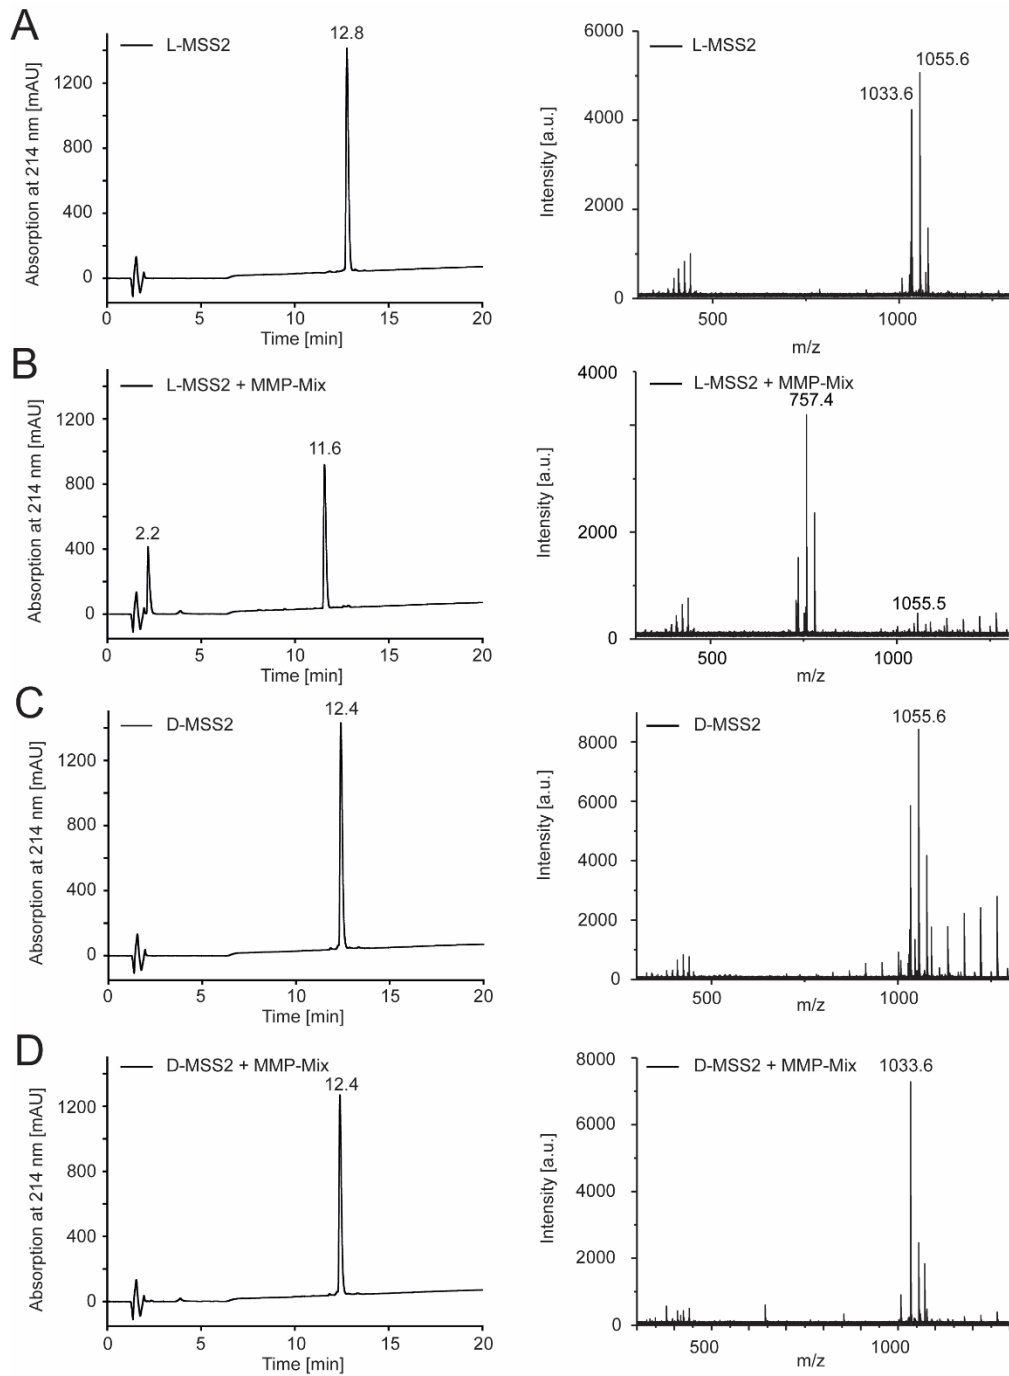 A
L-MSS2
12.8
Absorption at 214 nm [mAU]
1200
800
400
0
0 5 10 15 20
Time [min]
L-MSS2
1055.6
1033.6
Intensity [a.u.]
6000
4000
2000
0
500 1000
m/z
B
L-MSS2 + MMP-Mix
11.6
2.2
Absorption at 214 nm [mAU]
1200
800
400
0
0 5 10 15 20
Time [min]
L-MSS2 + MMP-Mix
757.4
1055.5
Intensity [a.u.]
4000
2000
0
500 1000
m/z
C
D-MSS2
12.4
Absorption at 214 nm [mAU]
1200
800
400
0
0 5 10 15 20
Time [min]
D-MSS2
1055.6
Intensity [a.u.]
8000
6000
4000
2000
0
500 1000
m/z
D
D-MSS2 + MMP-Mix
12.4
Absorption at 214 nm [mAU]
1200
800
400
0
0 5 10 15 20
Time [min]
D-MSS2 + MMP-Mix
1033.6
Intensity [a.u.]
8000
6000
4000
2000
0
500 1000
m/z